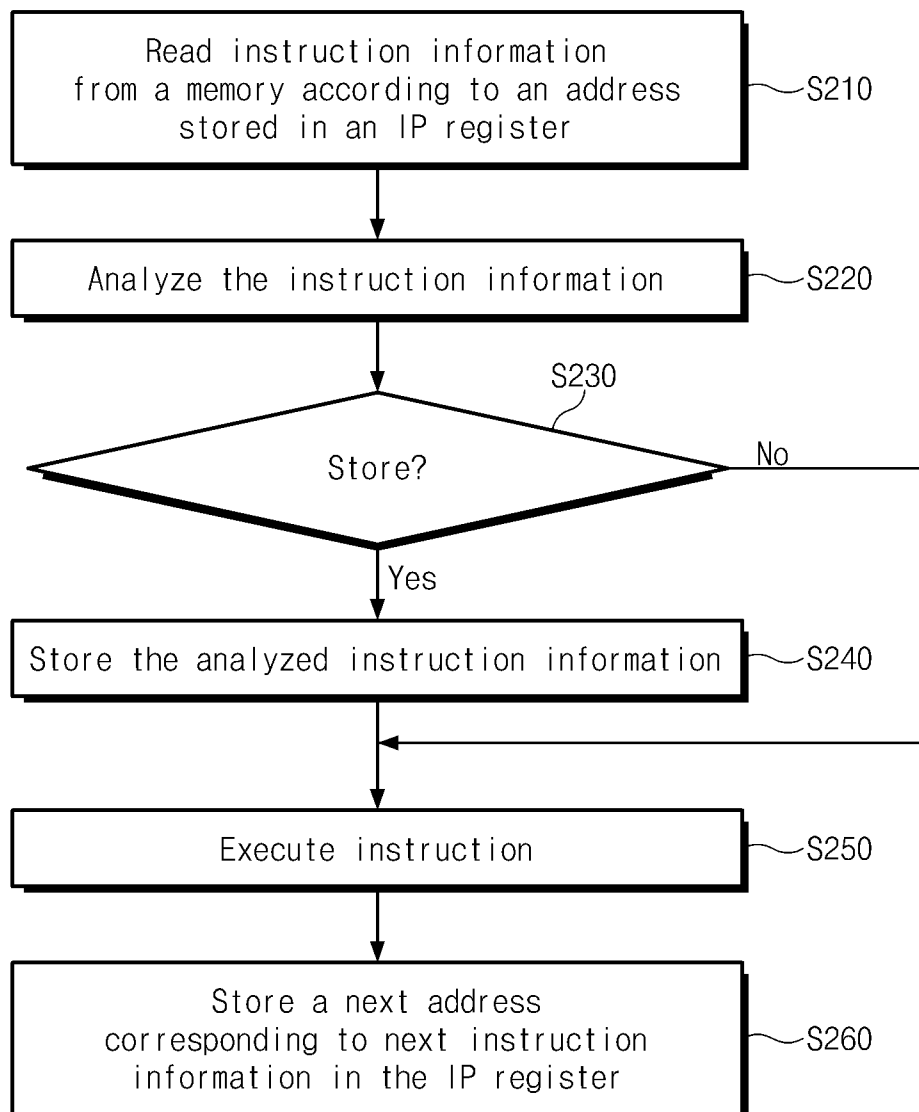 Read instruction information
from a memory according to an address
stored in an IP register
S210
Analyze the instruction information
S220
S230
Store?
No
Yes
Store the analyzed instruction information
S240
Execute instruction
S250
Store a next address
corresponding to next instruction
information in the IP register
S260